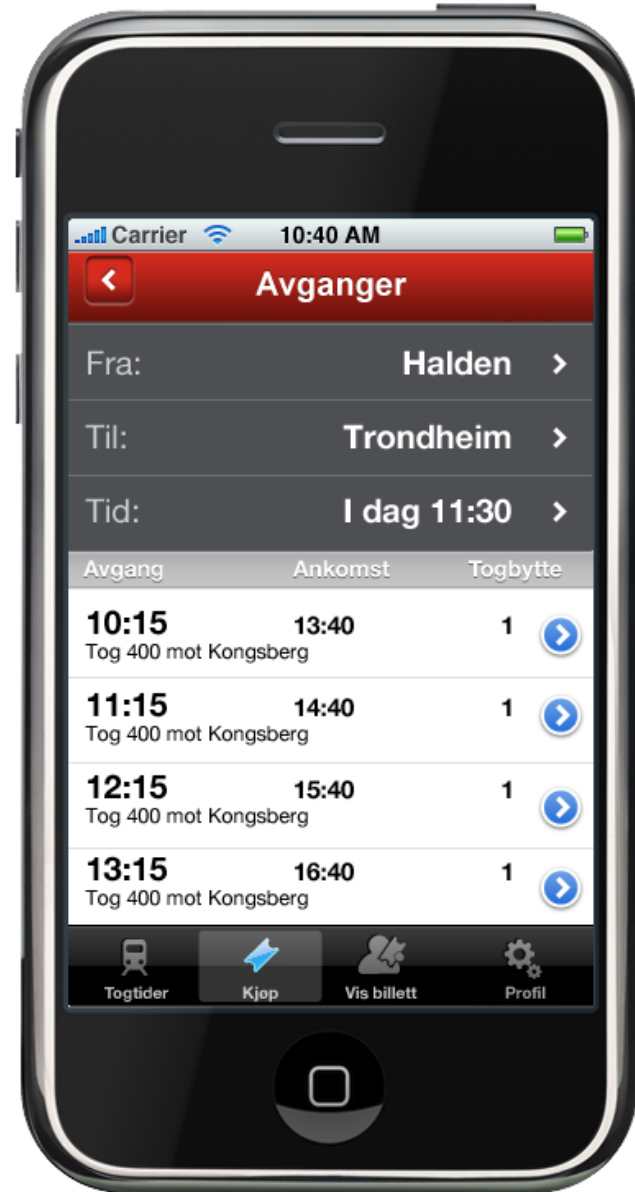 Carrier 10:40 AM
Avganger
Fra: Halden
Til: Trondheim
Tid: I dag 11:30
Avgang Ankomst Togbytte
10:15 13:40 1
Tog 400 mot Kongsberg
11:15 14:40 1
Tog 400 mot Kongsberg
12:15 15:40 1
Tog 400 mot Kongsberg
13:15 16:40 1
Tog 400 mot Kongsberg
Togtider Kjøp Vis billett Profil